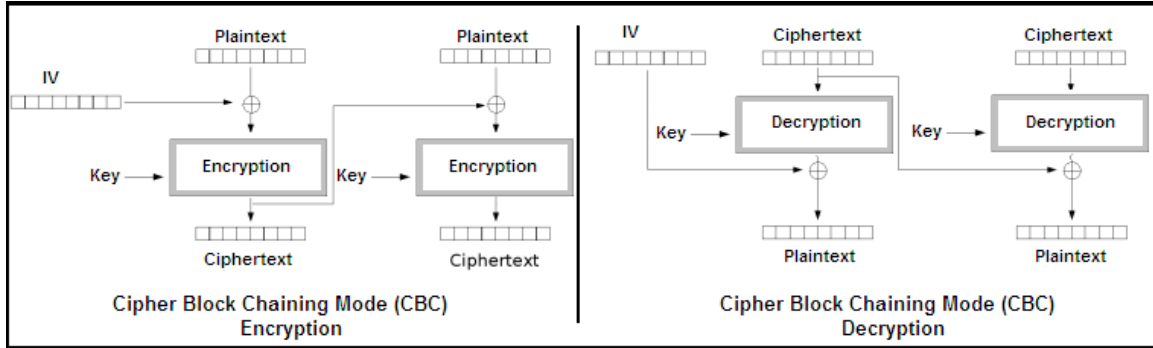 Plaintext
Plaintext
IV
Key
Encryption
Key
Encryption
Ciphertext
Ciphertext
Cipher Block Chaining Mode (CBC)
Encryption
IV
Ciphertext
Ciphertext
Key
Decryption
Key
Decryption
Plaintext
Plaintext
Cipher Block Chaining Mode (CBC)
Decryption